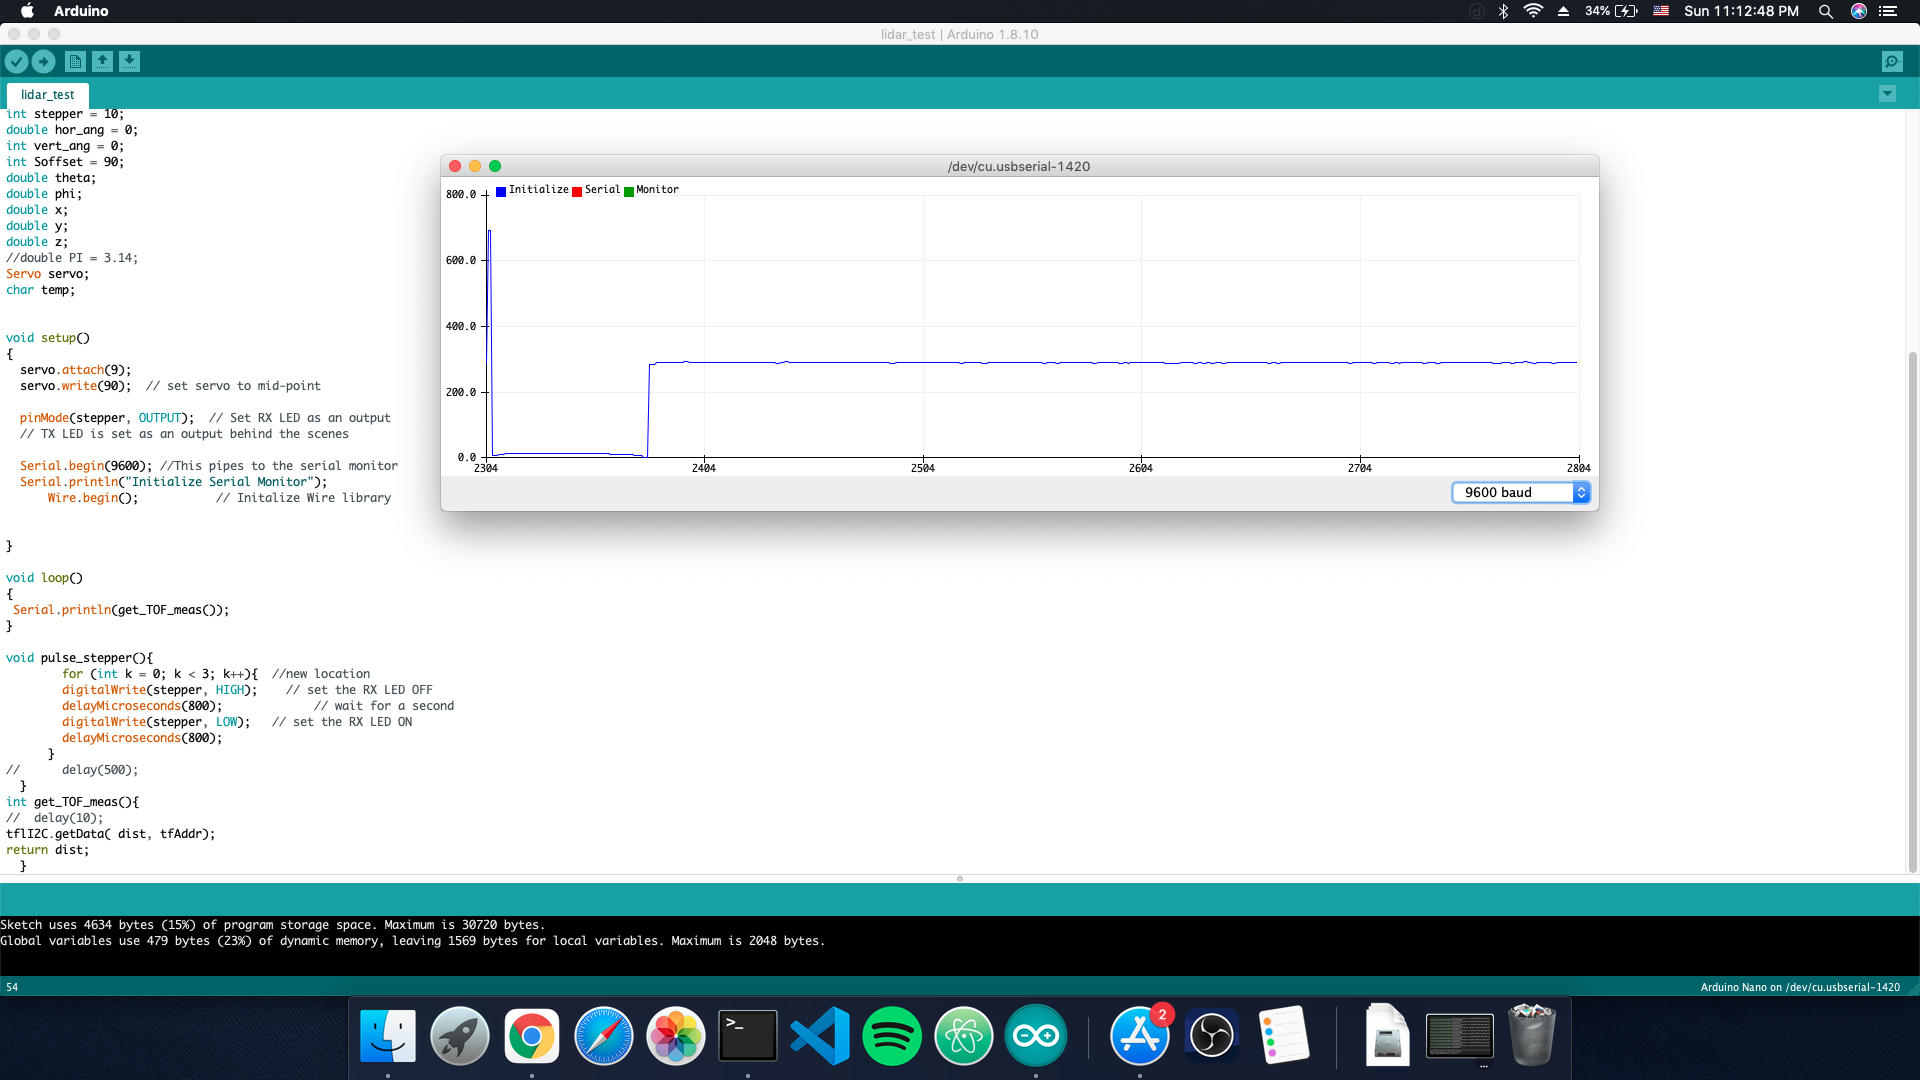 Arduino
34%
Sun 11:12:48 PM
lidar_test | Arduino 1.8.10
lidar_test
int stepper = 10;
double hor_ang = 0;
int vert_ang = 0;
int Soffset = 90;
double theta;
double phi;
double x;
double y;
double z;
//double PI = 3.14;
Servo servo;
char temp;
void setup()
{
servo.attach(9);
servo.write(90);  // set servo to mid-point
pinMode(stepper, OUTPUT);  // Set RX LED as an output
// TX LED is set as an output behind the scenes
Serial.begin(9600); //This pipes to the serial monitor
Serial.println("Initialize Serial Monitor");
Wire.begin();           // Initalize Wire library
}
void loop()
{
Serial.println(get_TOF_meas());
}
void pulse_stepper(){
for (int k = 0; k < 3; k++){  //new location
digitalWrite(stepper, HIGH);    // set the RX LED OFF
delayMicroseconds(800);             // wait for a second
digitalWrite(stepper, LOW);   // set the RX LED ON
delayMicroseconds(800);
}
//      delay(500);
}
int get_TOF_meas(){
//  delay(10);
tflI2C.getData( dist, tfAddr);
return dist;
}
/dev/cu.usbserial-1420
Initialize Serial Monitor
800.0
600.0
400.0
200.0
0.0
2304 2404 2504 2604 2704 2804
9600 baud
Sketch uses 4634 bytes (15%) of program storage space. Maximum is 30720 bytes.
Global variables use 479 bytes (23%) of dynamic memory, leaving 1569 bytes for local variables. Maximum is 2048 bytes.
54
Arduino Nano on /dev/cu.usbserial-1420
>_
2